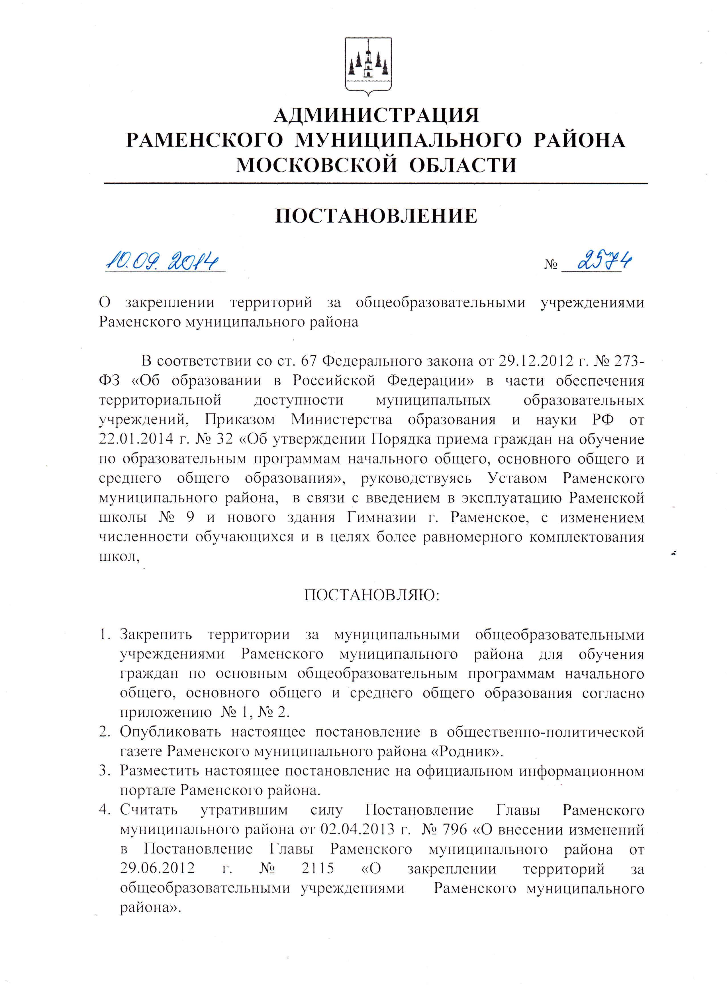 АДМИНИСТРАЦИЯ
РАМЕНСКОГО МУНИЦИПАЛЬНОГО РАЙОНА
МОСКОВСКОЙ ОБЛАСТИ
ПОСТАНОВЛЕНИЕ
10.09.2014 № 2574
О закреплении территорий за общеобразовательными учреждениями
Раменского муниципального района
В соответствии со ст. 67 Федерального закона от 29.12.2012 г. № 273-
ФЗ «Об образовании в Российской Федерации» в части обеспечения
территориальной доступности муниципальных образовательных
учреждений, Приказом Министерства образования и науки РФ от
22.01.2014 г. № 32 «Об утверждении Порядка приема граждан на обучение
по образовательным программам начального общего, основного общего и
среднего общего образования», руководствуясь Уставом Раменского
муниципального района, в связи с введением в эксплуатацию Раменской
школы № 9 и нового здания Гимназии г. Раменское, с изменением
численности обучающихся и в целях более равномерного комплектования
школ,
ПОСТАНОВЛЯЮ:
1. Закрепить территории за муниципальными общеобразовательными
учреждениями Раменского муниципального района для обучения
граждан по основным общеобразовательным программам начального
общего, основного общего и среднего общего образования согласно
приложению № 1, № 2.
2. Опубликовать настоящее постановление в общественно-политической
газете Раменского муниципального района «Родник».
3. Разместить настоящее постановление на официальном информационном
портале Раменского района.
4. Считать утратившим силу Постановление Главы Раменского
муниципального района от 02.04.2013 г. № 796 «О внесении изменений
в Постановление Главы Раменского муниципального района от
29.06.2012 г. № 2115 «О закреплении территорий за
общеобразовательными учреждениями Раменского муниципального
района».